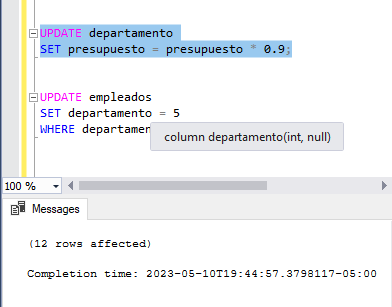 UPDATE departamento
SET presupuesto = presupuesto * 0.9;
UPDATE empleados
SET departamento = 5
WHERE departamen
column departamento(int, null)
100 %
Messages
(12 rows affected)
Completion time: 2023-05-10T19:44:57.3798117-05:00